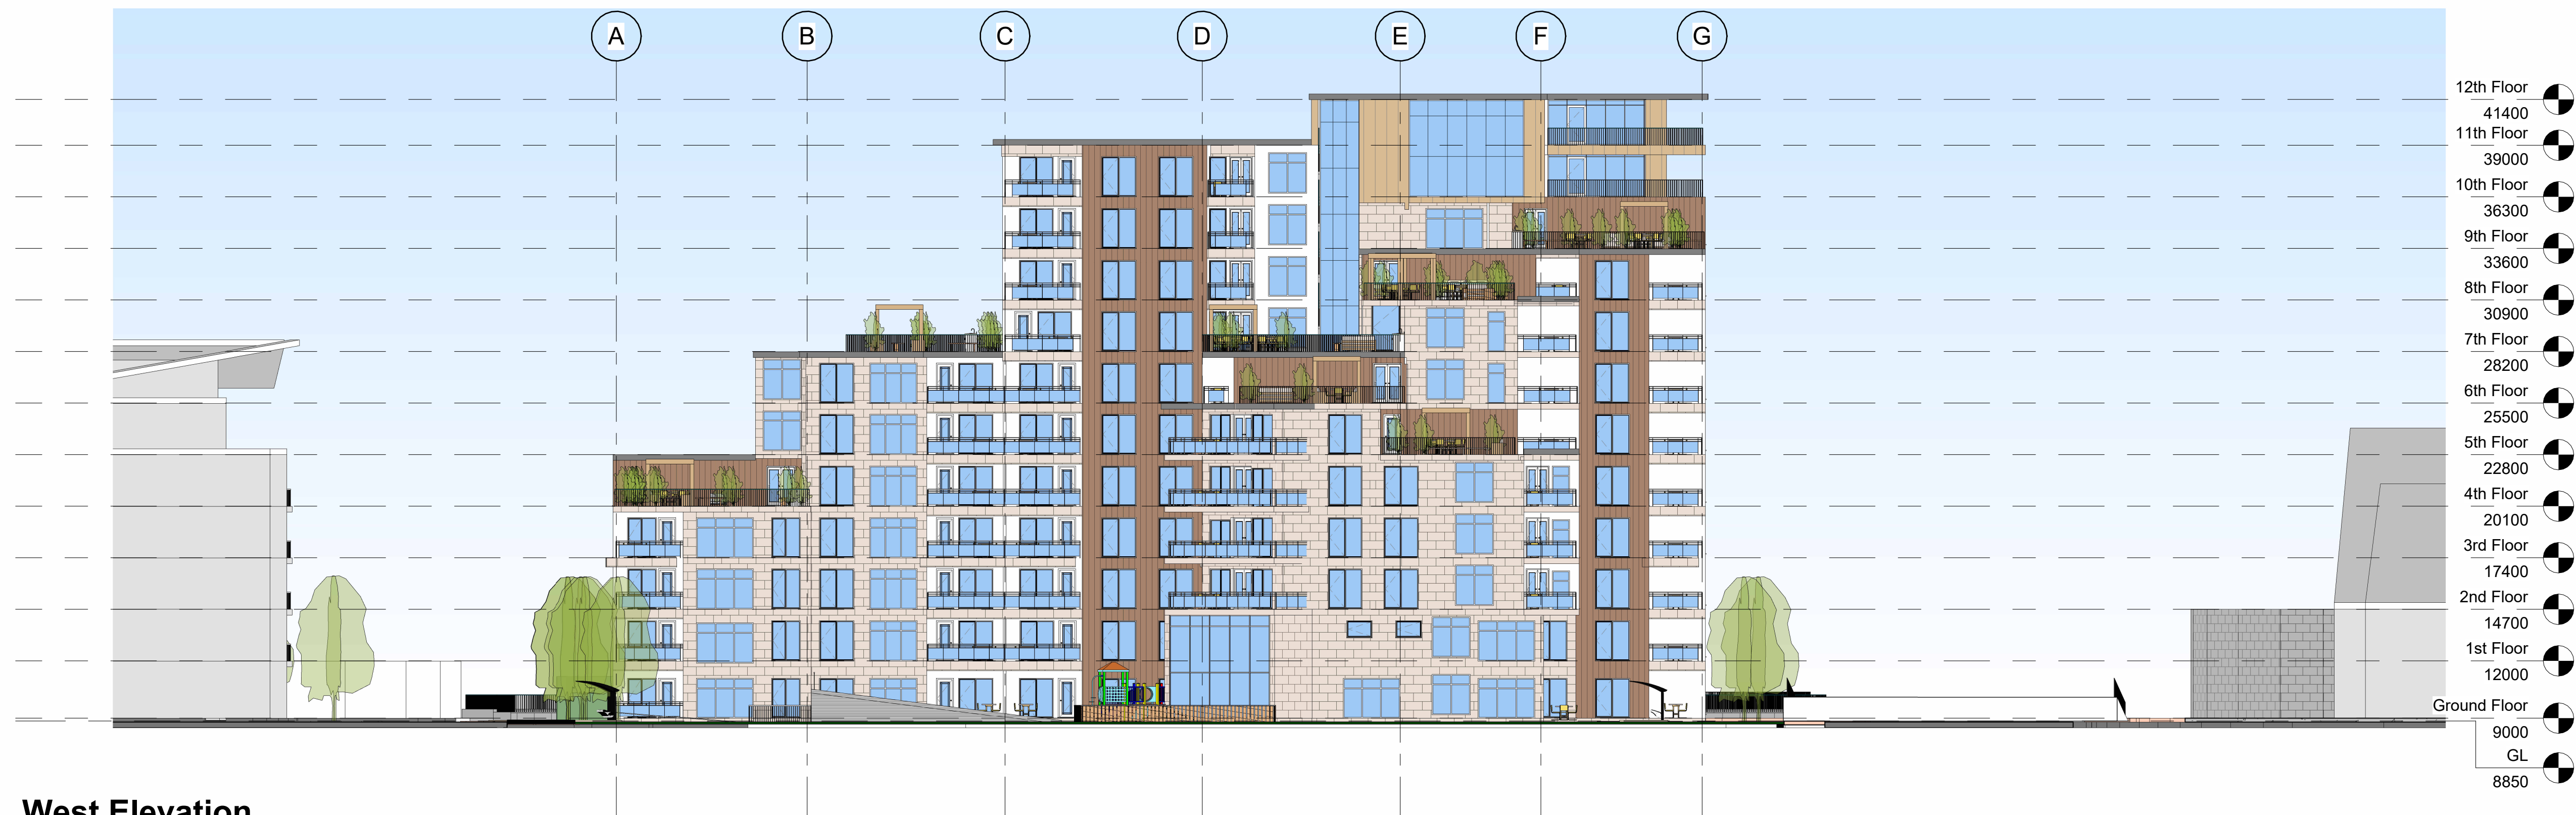 A B C D E F G
12th Floor
41400
11th Floor
39000
10th Floor
36300
9th Floor
33600
8th Floor
30900
7th Floor
28200
6th Floor
25500
5th Floor
22800
4th Floor
20100
3rd Floor
17400
2nd Floor
14700
1st Floor
12000
Ground Floor
9000
GL
8850
West Elevation